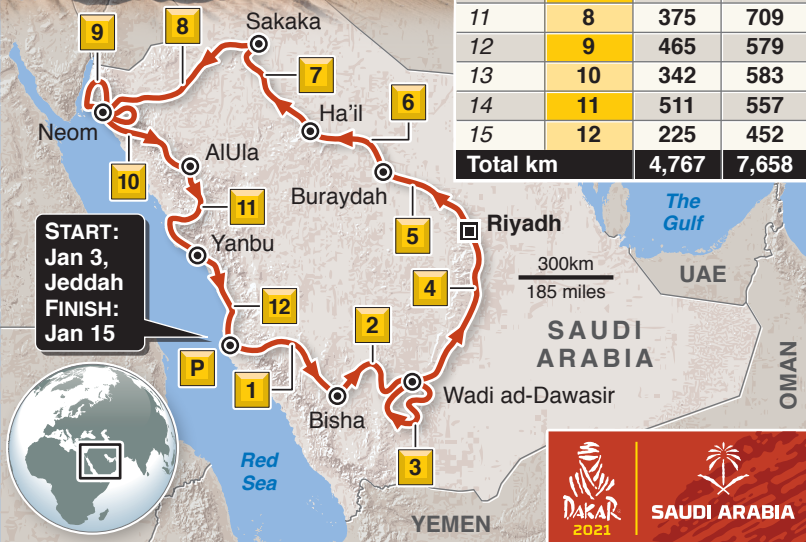 11 8 375 709
12 9 465 579
13 10 342 583
14 11 511 557
15 12 225 452
Total km 4,767 7,658
9
8
Sakaka
7
6
Neom
Ha'il
10
AlUla
Buraydah
The
Gulf
11
5
Riyadh
START:
Jan 3,
Jeddah
FINISH:
Jan 15
Yanbu
300km
185 miles
UAE
4
12
2
SAUDI
ARABIA
OMAN
P
1
Bisha
Wadi ad-Dawasir
3
Red
Sea
YEMEN
DAKAR
2021
SAUDI ARABIA